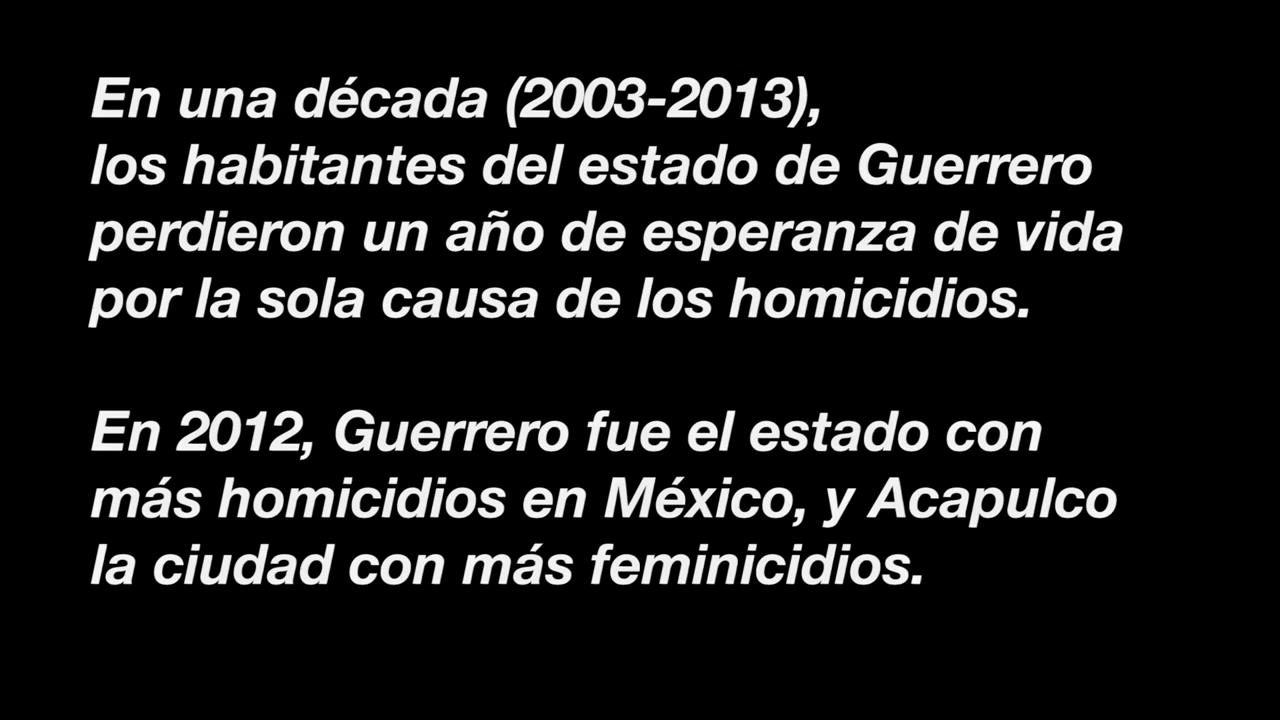 En una década (2003-2013),
los habitantes del estado de Guerrero
perdieron un año de esperanza de vida
por la sola causa de los homicidios.
En 2012, Guerrero fue el estado con
más homicidios en México, y Acapulco
la ciudad con más feminicidios.